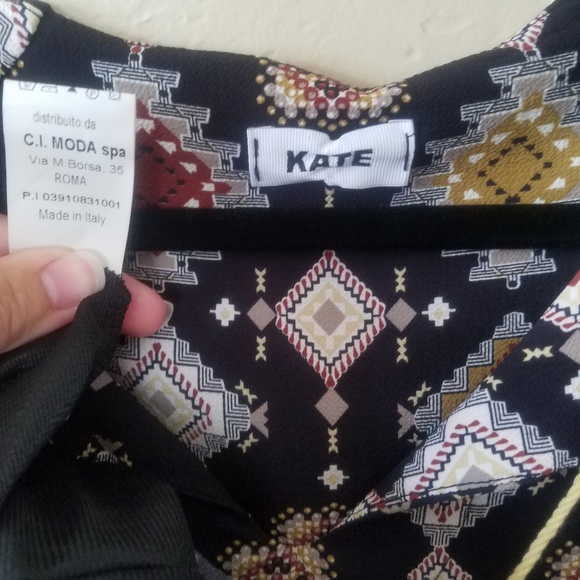 distribuito da
C.I. MODA spa
Via M.Borsa, 35
ROMA
P.I 03910831001
Made in Italy
KATE